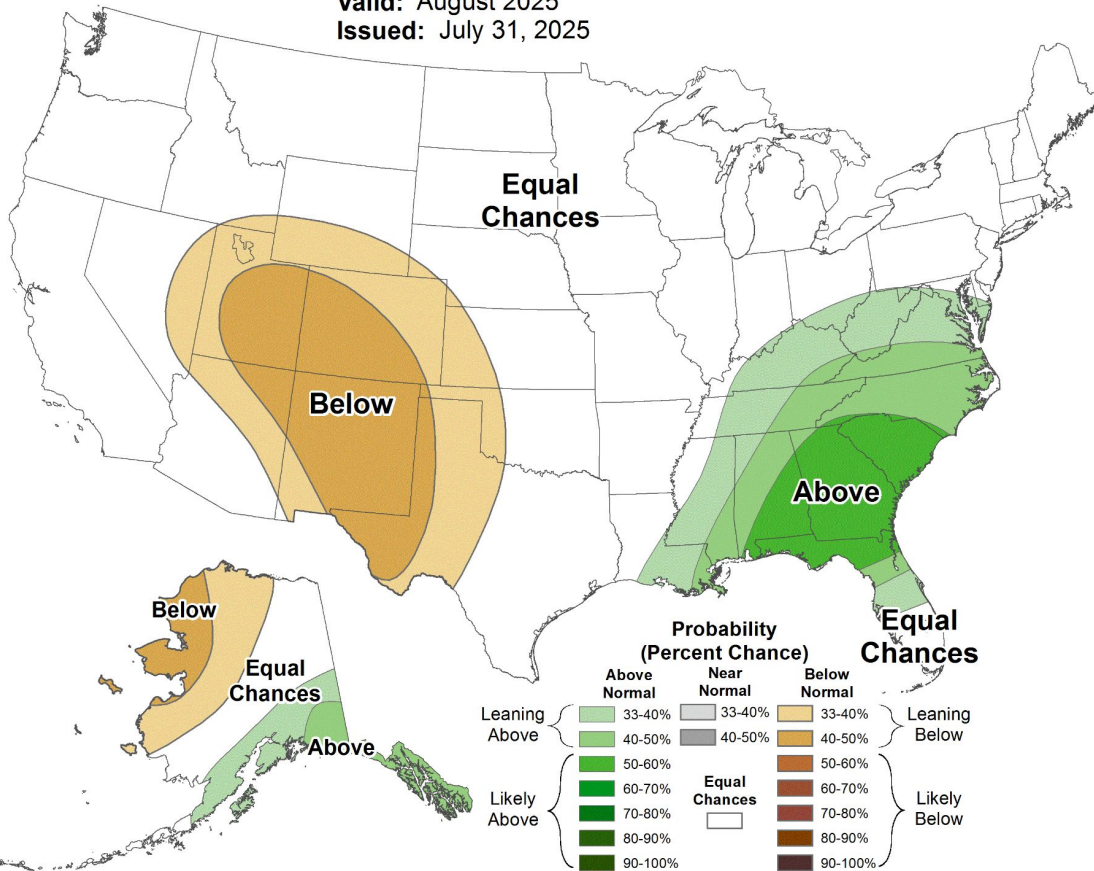 Valid: August 2025
Issued: July 31, 2025
Equal
Chances
Below
Above
Equal
Chances
Below
Equal
Chances
Above
Probability
(Percent Chance)
Above
Normal
Near
Normal
Below
Normal
Leaning
Above
33-40%
33-40%
33-40%
Leaning
Below
40-50%
40-50%
40-50%
Likely
Above
50-60%
60-70%
70-80%
80-90%
90-100%
Equal
Chances
50-60%
60-70%
70-80%
80-90%
90-100%
Likely
Below